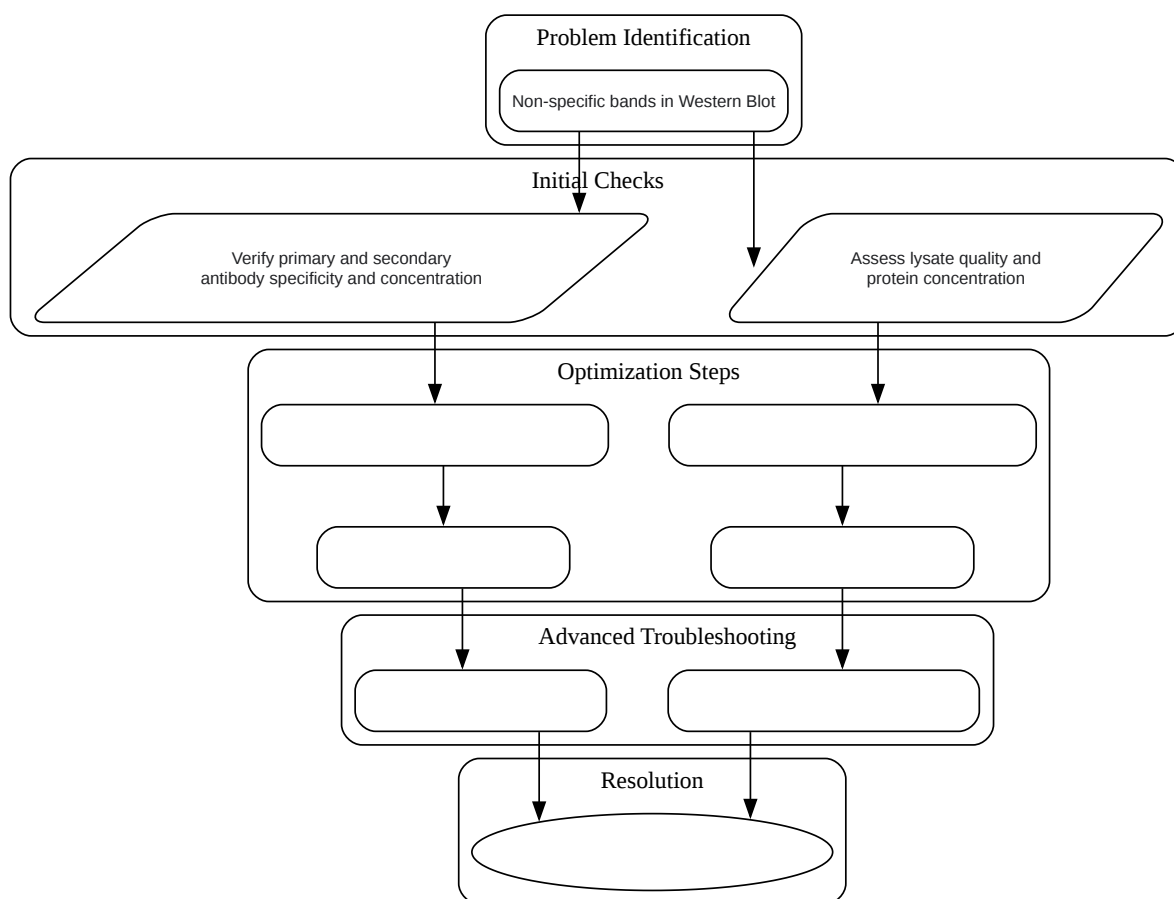 Problem Identification
Non-specific bands in Western Blot
Initial Checks
Verify primary and secondary
antibody specificity and concentration
Assess lysate quality and
protein concentration
Optimization Steps
Advanced Troubleshooting
Resolution